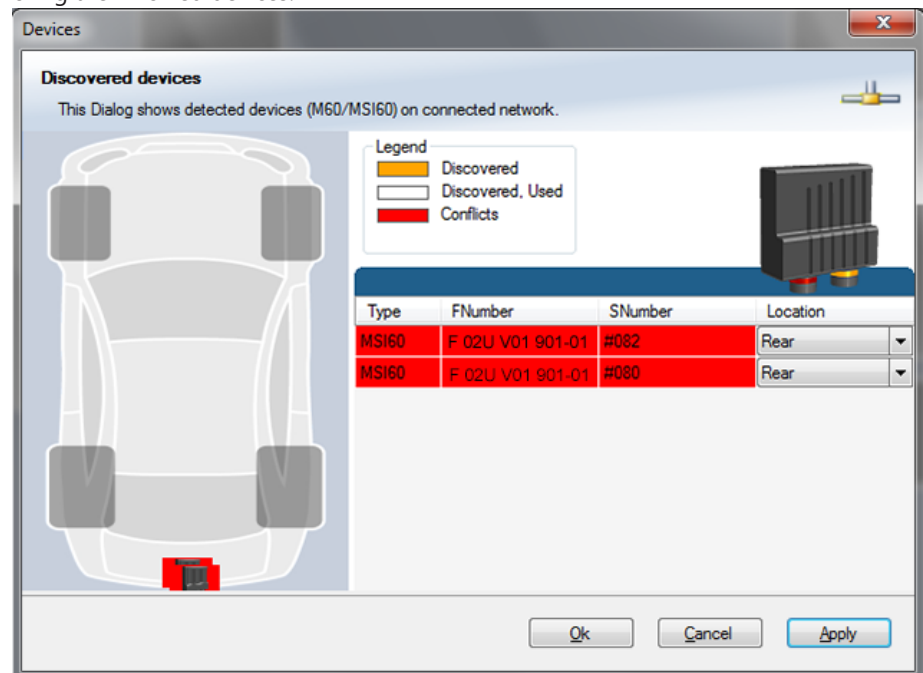 Devices
Discovered devices
This Dialog shows detected devices (M60/MSI60) on connected network.
Legend
Discovered
Discovered, Used
Conflicts
Type FNumber SNumber Location
MSI60 F 02U V01 901-01 #082 Rear
MSI60 F 02U V01 901-01 #080 Rear
Ok Cancel Apply